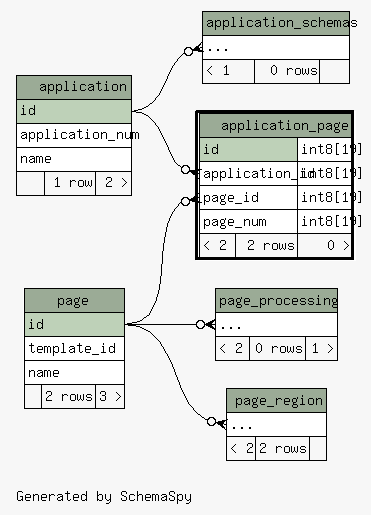 application_schemas
...
< 1 0 rows
application
id
application_num
name
1 row 2 >
application_page
id int8[19]
application_id int8[19]
page_id int8[19]
page_num int8[19]
< 2 2 rows 0 >
page
id
template_id
name
2 rows 3 >
page_processing
...
< 2 0 rows 1 >
page_region
...
< 2 2 rows
Generated by SchemaSpy